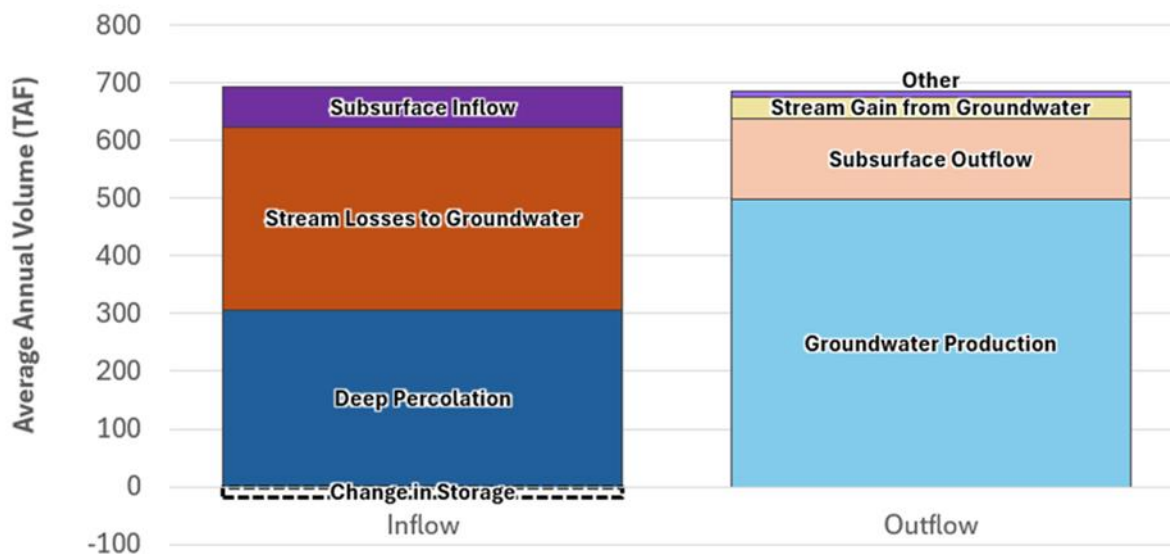 Average Annual Volume (TAF)
800
700
600
500
400
300
200
100
0
-100
Subsurface Inflow
Stream Losses to Groundwater
Deep Percolation
Change in Storage
Inflow
Other
Stream Gain from Groundwater
Subsurface Outflow
Groundwater Production
Outflow